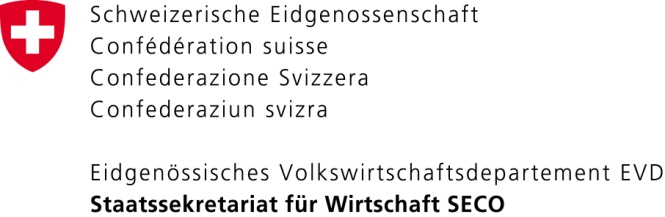 Schweizerische Eidgenossenschaft
Confédération suisse
Confederazione Svizzera
Confederaziun svizra
Eidgenössisches Volkswirtschaftsdepartement EVD
Staatssekretariat für Wirtschaft SECO